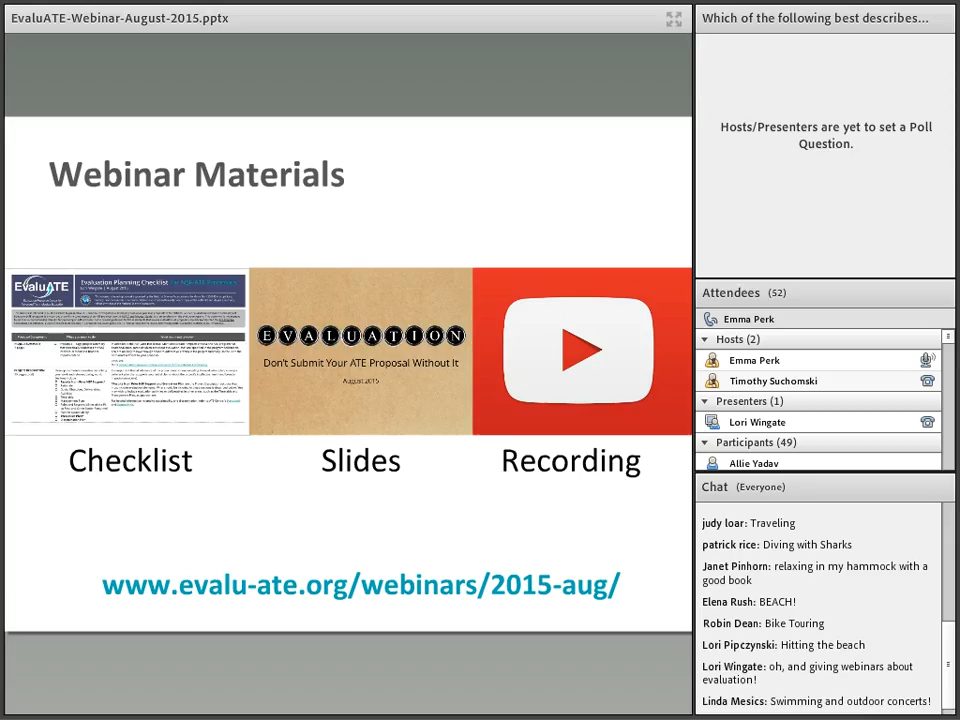 EvaluATE-Webinar-August-2015.pptx
Webinar Materials
EvaluATE
Evaluation Planning Checklist
EVALUATION
Don't Submit Your ATE Proposal Without It
August 2015
Checklist
Slides
Recording
www.evalu-ate.org/webinars/2015-aug/
Which of the following best describes...
Hosts/Presenters are yet to set a Poll
Question.
Attendees (52)
Emma Perk
Hosts (2)
Emma Perk
Timothy Suchomski
Presenters (1)
Lori Wingate
Participants (49)
Allie Yadav
Chat (Everyone)
judy loar: Traveling
patrick rice: Diving with Sharks
Janet Pinhorn: relaxing in my hammock with a
good book
Elena Rush: BEACH!
Robin Dean: Bike Touring
Lori Pipczynski: Hitting the beach
Lori Wingate: oh, and giving webinars about
evaluation!
Linda Mesics: Swimming and outdoor concerts!